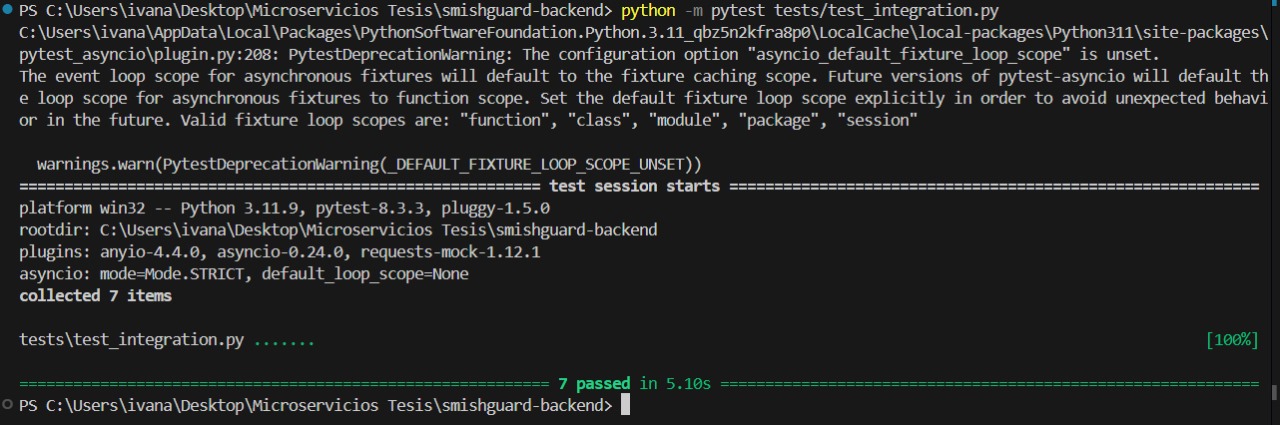 PS C:\Users\ivana\Desktop\Microservicios Tesis\smishguard-backend> python -m pytest tests/test_integration.py
C:\Users\ivana\AppData\Local\Packages\PythonSoftwareFoundation.Python.3.11_qbz5n2kfra8p0\LocalCache\local-packages\Python311\site-packages\
pytest_asyncio\plugin.py:208: PytestDeprecationWarning: The configuration option "asyncio_default_fixture_loop_scope" is unset.
The event loop scope for asynchronous fixtures will default to the fixture caching scope. Future versions of pytest-asyncio will default th
e loop scope for asynchronous fixtures to function scope. Set the default fixture loop scope explicitly in order to avoid unexpected behavi
or in the future. Valid fixture loop scopes are: "function", "class", "module", "package", "session"
warnings.warn(PytestDeprecationWarning(_DEFAULT_FIXTURE_LOOP_SCOPE_UNSET))
========================================================== test session starts ===========================================================
platform win32 -- Python 3.11.9, pytest-8.3.3, pluggy-1.5.0
rootdir: C:\Users\ivana\Desktop\Microservicios Tesis\smishguard-backend
plugins: anyio-4.4.0, asyncio-0.24.0, requests-mock-1.12.1
asyncio: mode=Mode.STRICT, default_loop_scope=None
collected 7 items
tests\test_integration.py ....... [100%]
=========================================================== 7 passed in 5.10s ============================================================
PS C:\Users\ivana\Desktop\Microservicios Tesis\smishguard-backend>